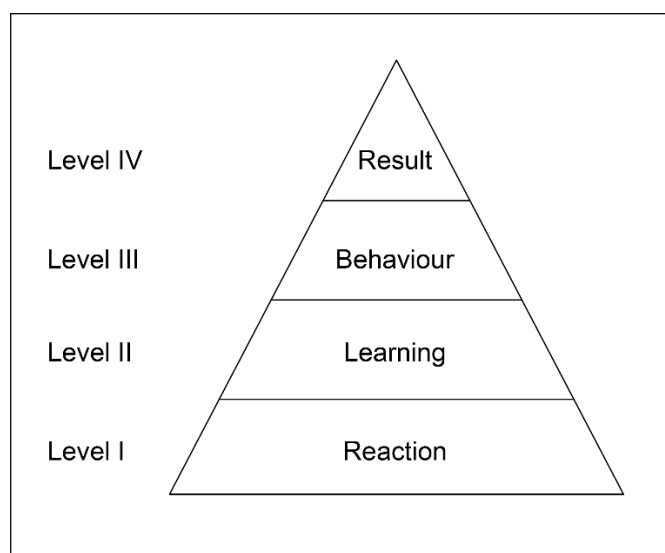 Level IV Result
Level III Behaviour
Level II Learning
Level I Reaction